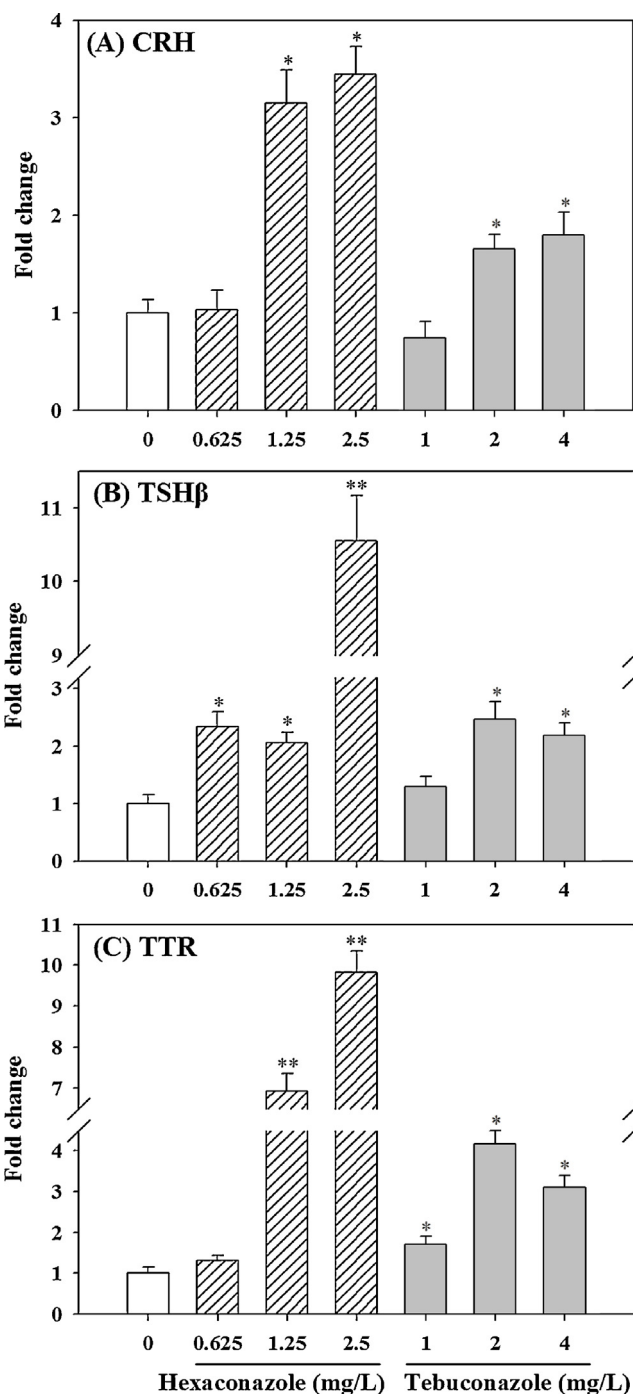 (A) CRH
Fold change
4
3
2
1
0
* * * *
0 0.625 1.25 2.5 1 2 4
(B) TSHβ
Fold change
11
10
9
3
2
1
0
* * ** * *
0 0.625 1.25 2.5 1 2 4
(C) TTR
Fold change
11
10
9
8
7
4
3
2
1
0
** ** * * *
0 0.625 1.25 2.5 1 2 4
Hexaconazole (mg/L) Tebuconazole (mg/L)